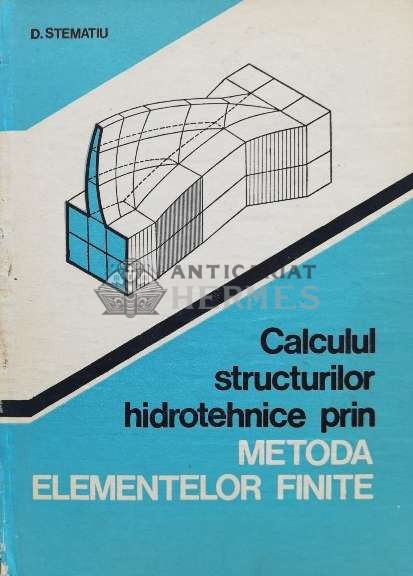 D. STEMATIU
ANTICARIAT
HERMES
Calculul
structurilor
hidrotehnice prin
METODA
ELEMENTELOR FINITE